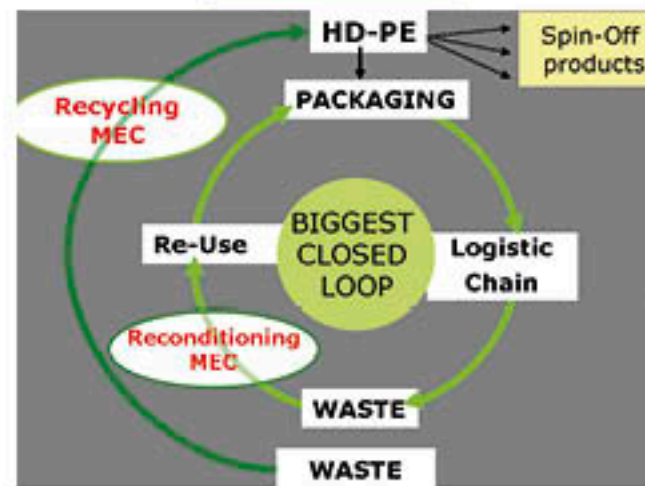 HD-PE
Spin-Off
products
PACKAGING
Recycling
MEC
Re-Use
BIGGEST
CLOSED
LOOP
Logistic
Chain
Reconditioning
MEC
WASTE
WASTE